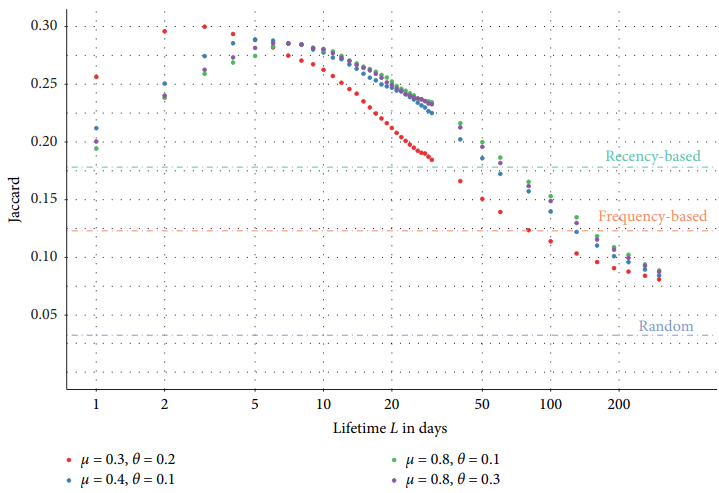 0.30
0.25
0.20
0.15
0.10
0.05
Jaccard
Recency-based
Frequency-based
Random
1 2 5 10 20 50 100 200
Lifetime L in days
μ = 0.3, θ = 0.2
μ = 0.4, θ = 0.1
μ = 0.8, θ = 0.1
μ = 0.8, θ = 0.3